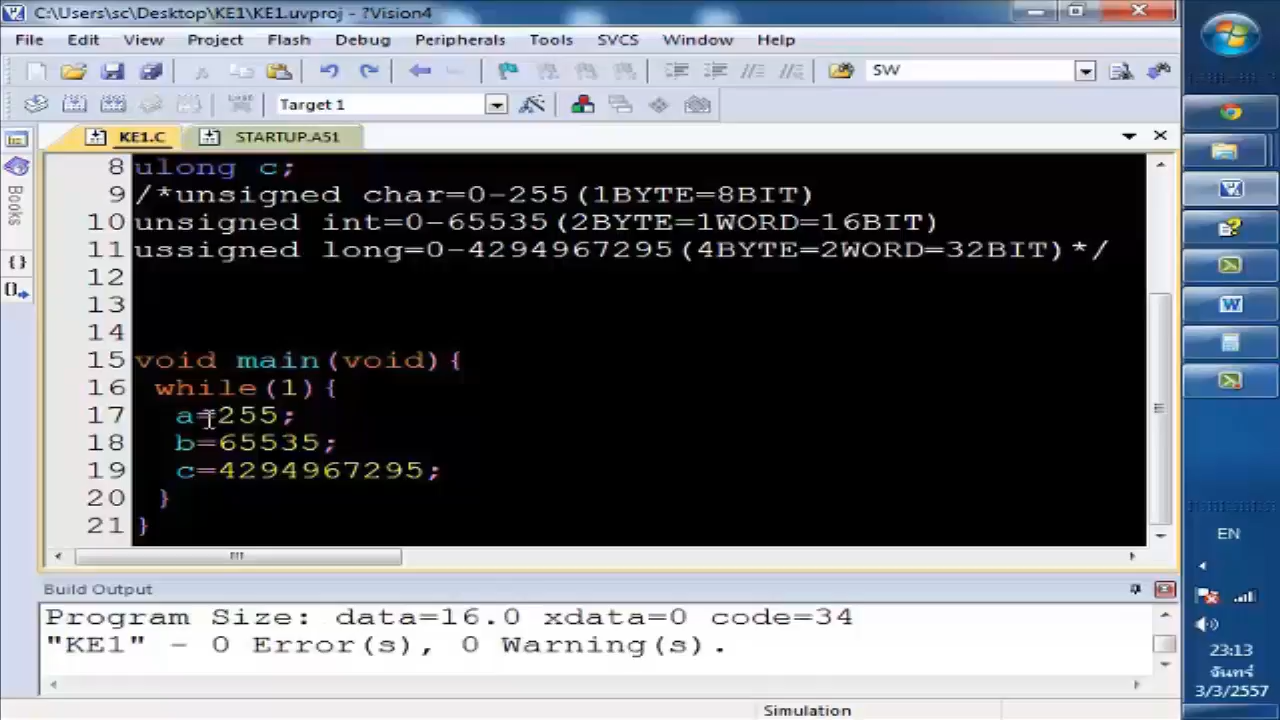 C:\Users\sc\Desktop\KE1\KE1.uvproj - ?Vision4
File Edit View Project Flash Debug Peripherals Tools SVCS Window Help
SW
Target 1
KE1.C STARTUP.A51
Books
8 ulong c;
9 /*unsigned char=0-255(1BYTE=8BIT)
10 unsigned int=0-65535(2BYTE=1WORD=16BIT)
11 ussigned long=0-4294967295(4BYTE=2WORD=32BIT)*/
12
13
14
15 void main(void){
16 while(1){
17 a=255;
18 b=65535;
19 c=4294967295;
20 }
21 }
Build Output
Program Size: data=16.0 xdata=0 code=34
"KE1" - 0 Error(s), 0 Warning(s).
Simulation
EN
23:13
จันทร์
3/3/2557